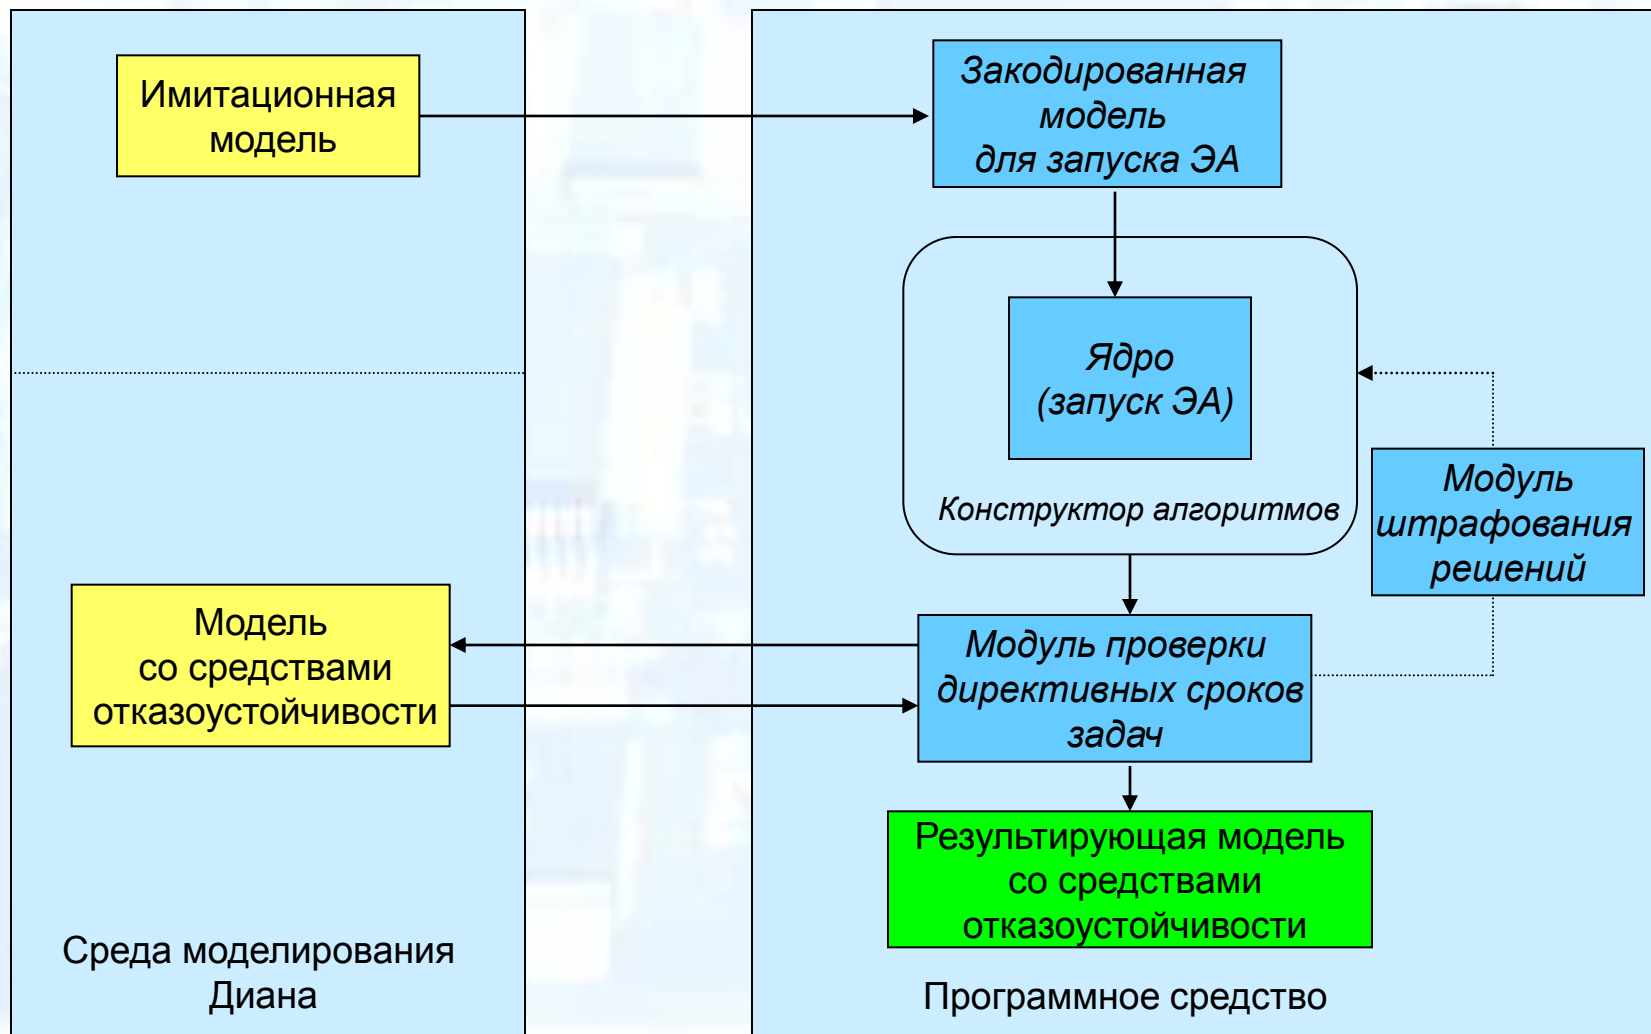 Имитационная
модель
Закодированная
модель
для запуска ЭА
Ядро
(запуск ЭА)
Конструктор алгоритмов
Модуль
штрафования
решений
Модель
со средствами
отказоустойчивости
Модуль проверки
директивных сроков
задач
Результирующая модель
со средствами
отказоустойчивости
Среда моделирования
Диана
Программное средство